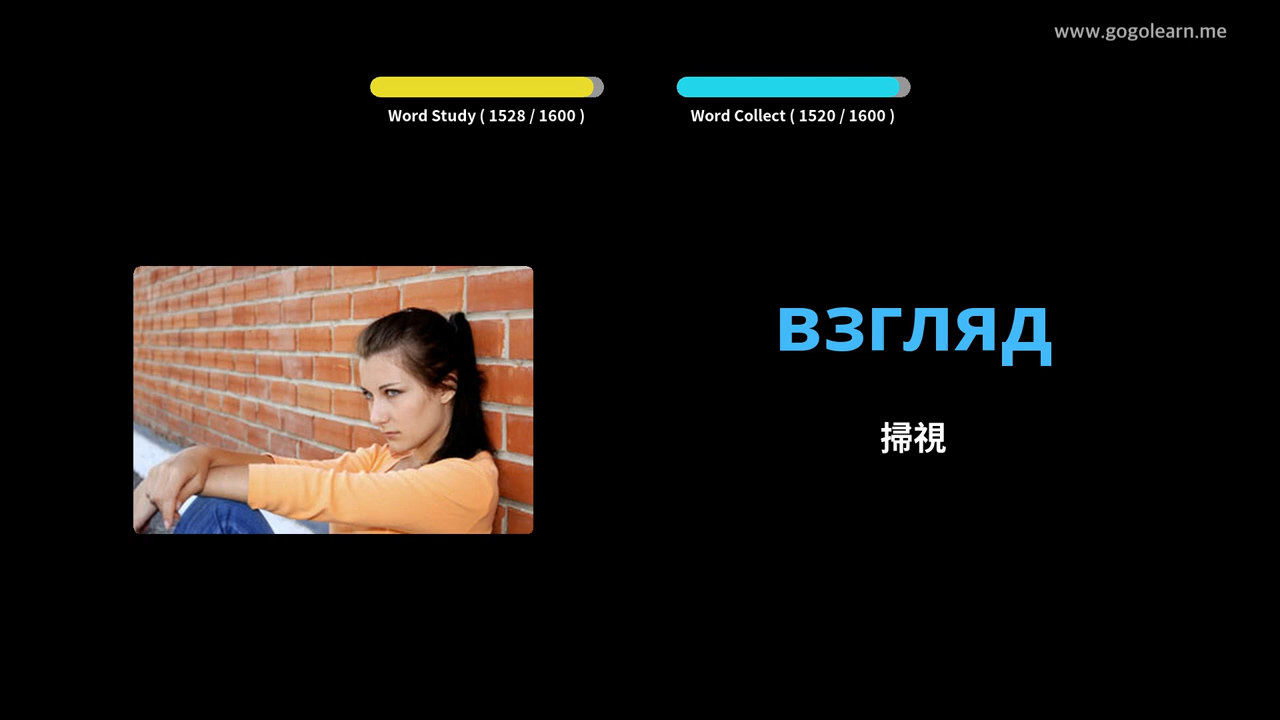 www.gogolearn.me
Word Study ( 1528 / 1600 )
Word Collect ( 1520 / 1600 )
взгляд
掃視